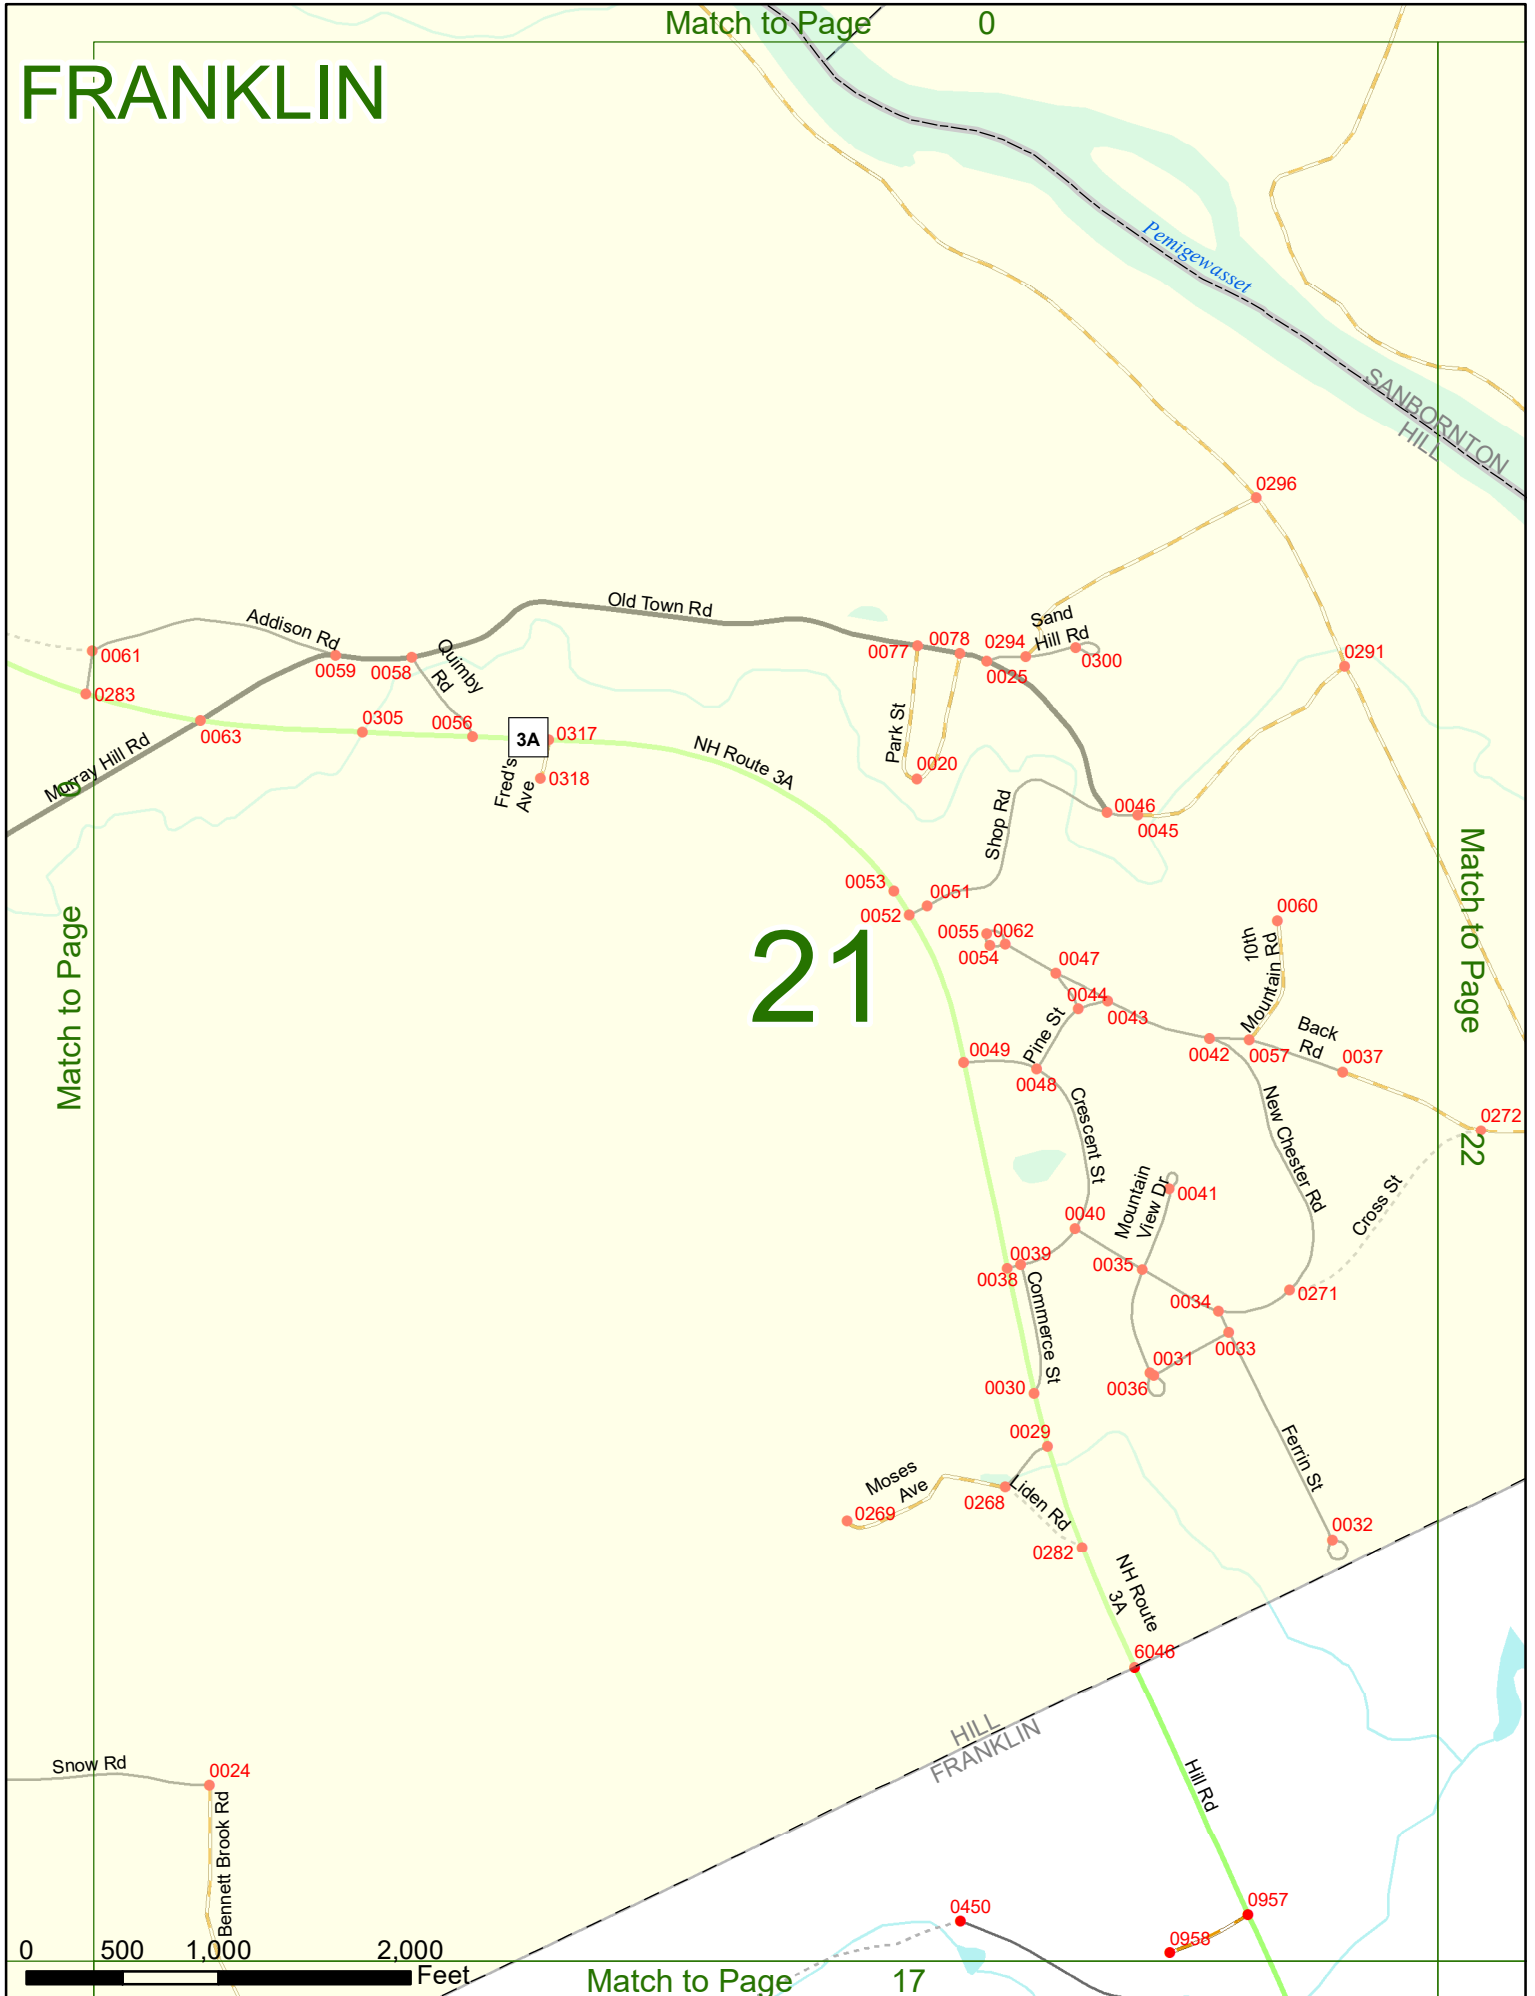 Match to Page 0
FRANKLIN
Pemigewasset
SANBORNTON
HILL
0296
Old Town Rd
Addison Rd
Sand
Hill Rd
0061
0059
0058
Quimby
Rd
0077
0078
0294
0025
0300
0291
0283
0063
0305
0056
3A
0317
NH Route 3A
Park St
Murray Hill Rd
0
Fred's
Ave
0318
0020
Shop Rd
0046
0045
Match to Page
22
0053
0051
0052
0060
Match to Page
21
0055
0062
0054
0047
10th
Mountain Rd
0044
0043
Pine St
Back
Rd
0042
0057
0037
0049
0048
Crescent St
New Chester Rd
0272
Mountain
View Dr
0041
Cross St
0040
0039
0038
0035
Commerce St
0271
0034
0033
0031
0036
0030
0029
Ferrin St
Moses
Ave
0268
Liden Rd
0269
0032
0282
NH Route
3A
6046
HILL
FRANKLIN
Snow Rd
0024
Hill Rd
Bennett Brook Rd
0450
0957
0958
0 500 1,000 2,000
Feet
Match to Page 17